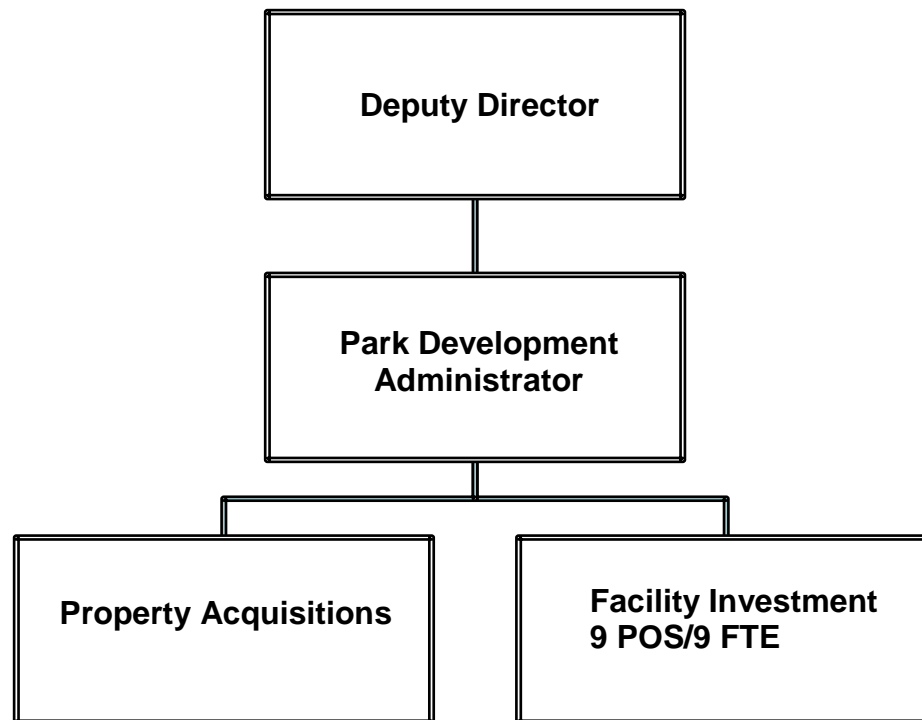 Deputy Director
Park Development
Administrator
Property Acquisitions
Facility Investment
9 POS/9 FTE